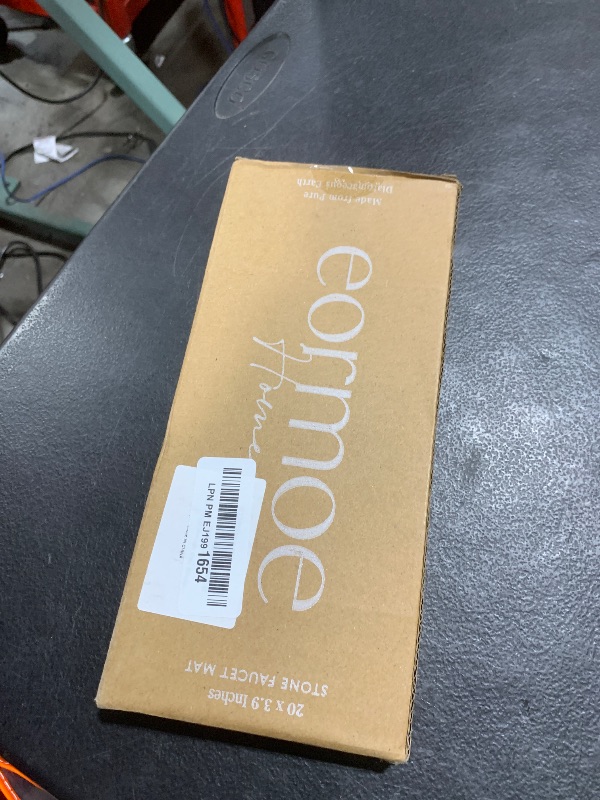 Made from Pure
Diatomaceous Earth
eormoe
Home
LPN PM EJ199 1654
STONE FAUCET MAT
20 x 3.9 Inches